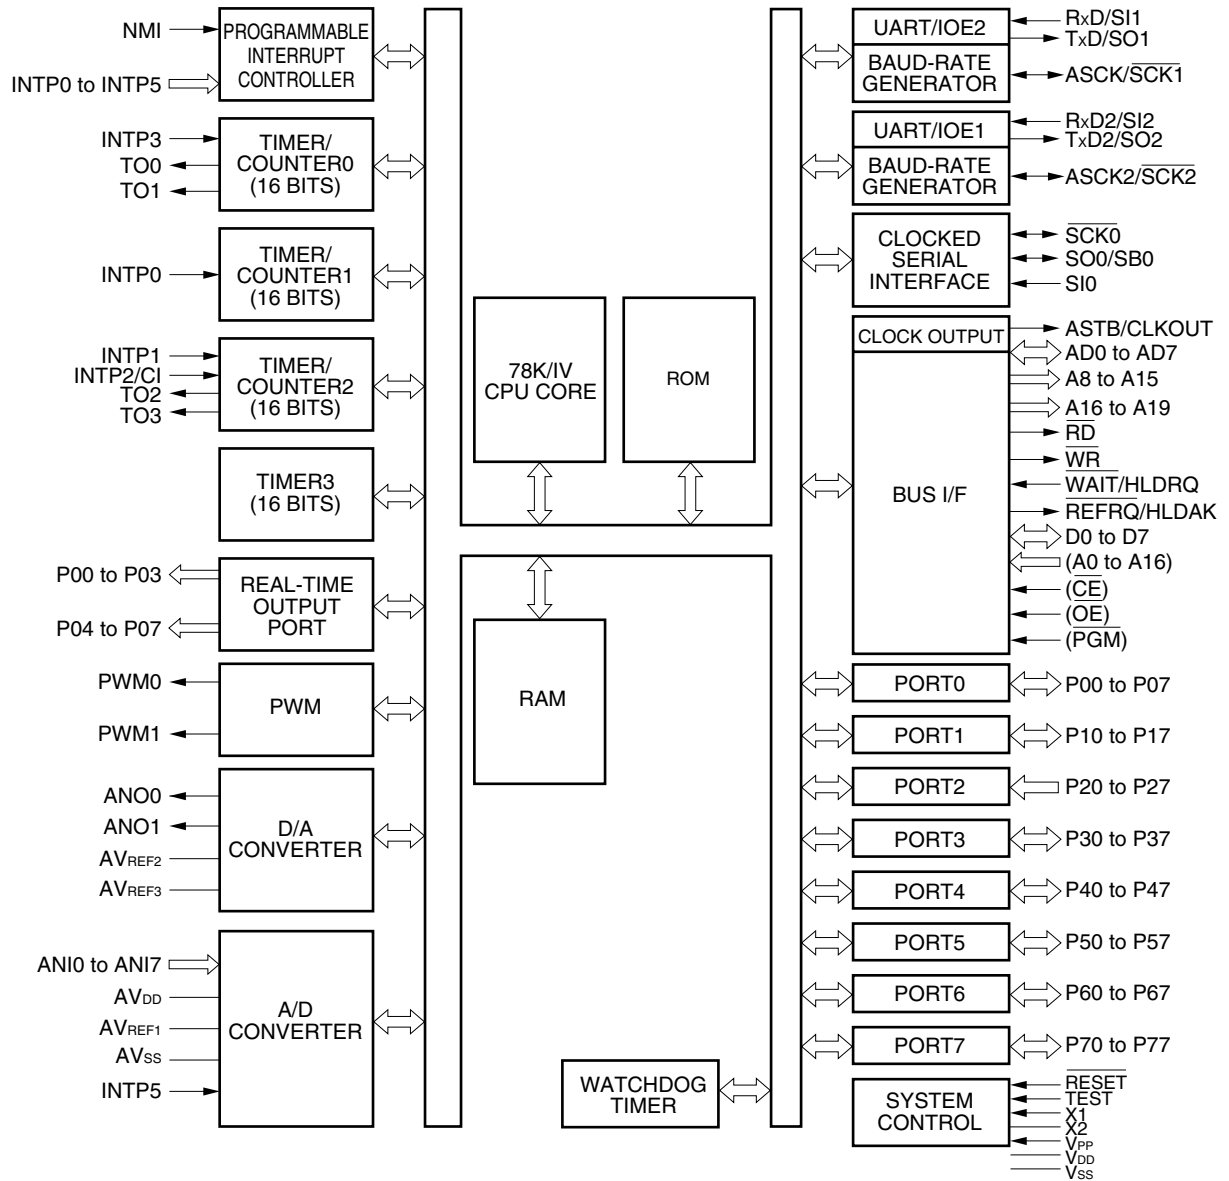 NMI
INTP0 to INTP5
PROGRAMMABLE
INTERRUPT
CONTROLLER
INTP3
TO0
TO1
TIMER/
COUNTER0
(16 BITS)
INTP0
TIMER/
COUNTER1
(16 BITS)
INTP1
INTP2/CI
TO2
TO3
TIMER/
COUNTER2
(16 BITS)
TIMER3
(16 BITS)
P00 to P03
P04 to P07
REAL-TIME
OUTPUT
PORT
PWM0
PWM1
PWM
ANO0
ANO1
AVREF2
AVREF3
D/A
CONVERTER
ANI0 to ANI7
AVDD
AVREF1
AVSS
INTP5
A/D
CONVERTER
78K/IV
CPU CORE
ROM
RAM
WATCHDOG
TIMER
UART/IOE2
BAUD-RATE
GENERATOR
RxD/SI1
TxD/SO1
ASCK/SCK1
UART/IOE1
BAUD-RATE
GENERATOR
RxD2/SI2
TxD2/SO2
ASCK2/SCK2
CLOCKED
SERIAL
INTERFACE
SCK0
SO0/SB0
SI0
CLOCK OUTPUT
BUS I/F
ASTB/CLKOUT
AD0 to AD7
A8 to A15
A16 to A19
RD
WR
WAIT/HLDRQ
REFRQ/HLDAK
D0 to D7
(A0 to A16)
(CE)
(OE)
(PGM)
PORT0
P00 to P07
PORT1
P10 to P17
PORT2
P20 to P27
PORT3
P30 to P37
PORT4
P40 to P47
PORT5
P50 to P57
PORT6
P60 to P67
PORT7
P70 to P77
SYSTEM
CONTROL
RESET
TEST
X1
X2
VPP
VDD
VSS